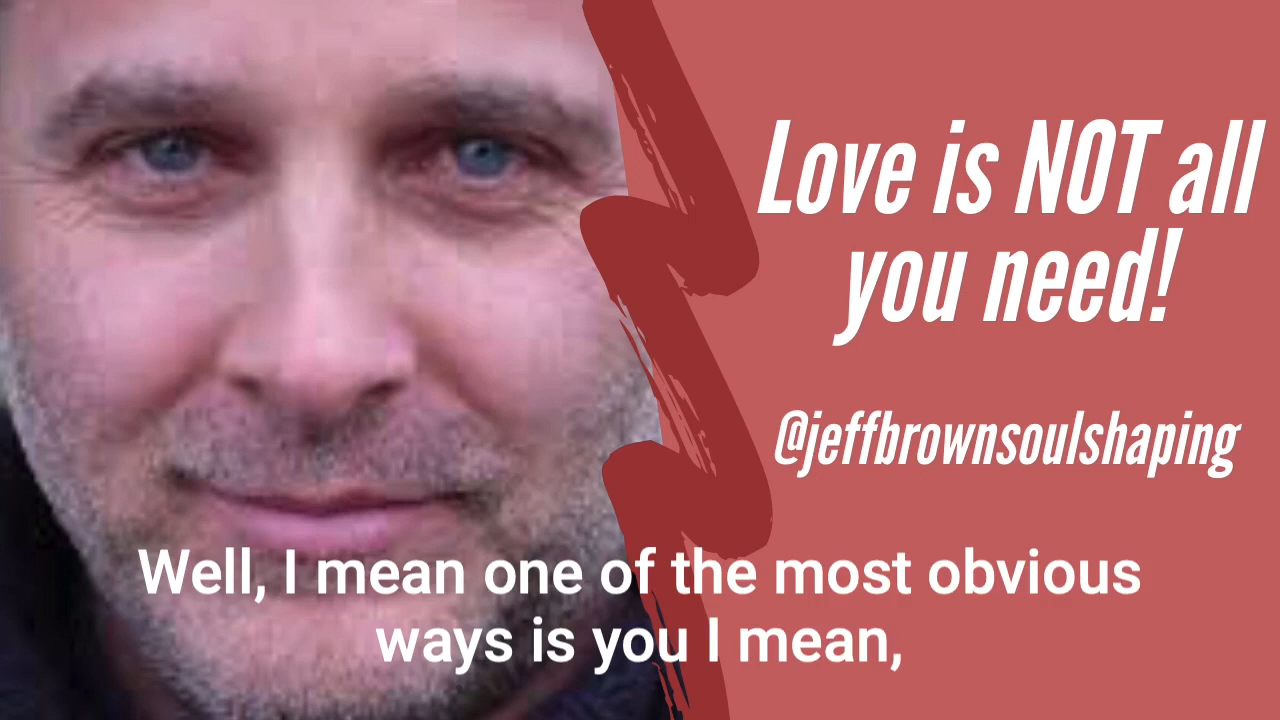 Love is NOT all
you need!
@jeffbrownsoulshaping
Well, I mean one of the most obvious
ways is you I mean,